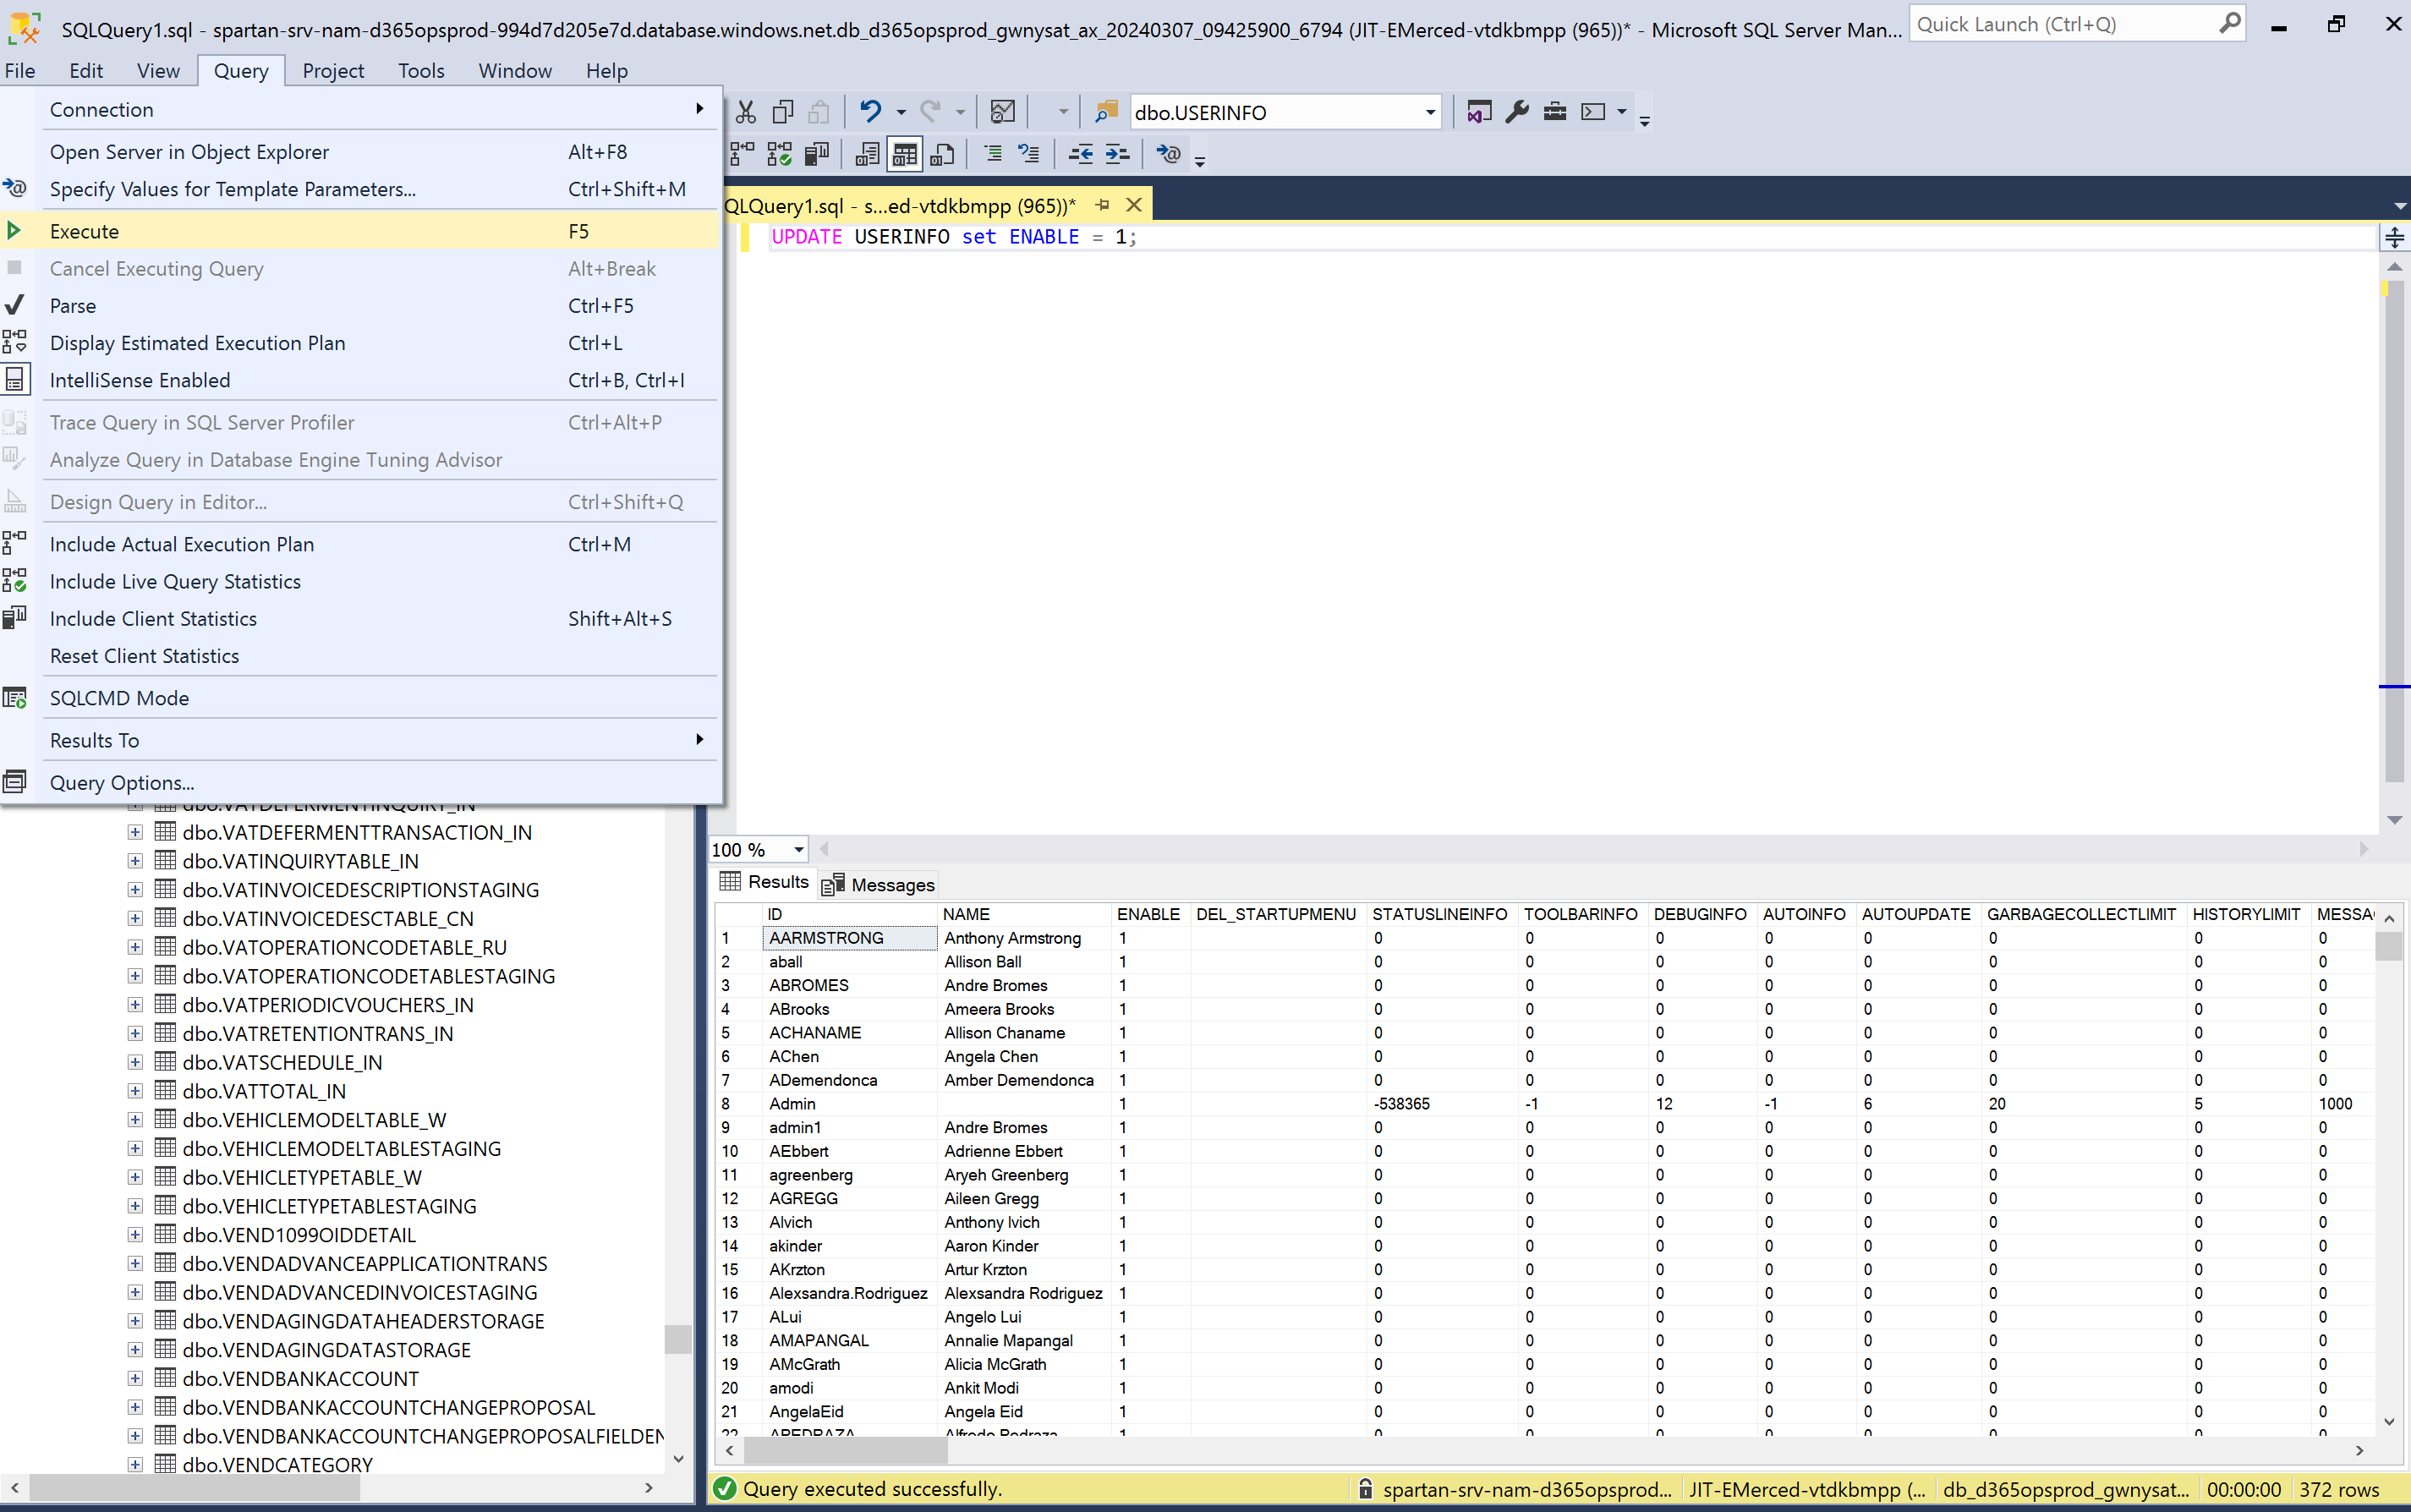 SQLQuery1.sql - spartan-srv-nam-d365opsprod-994d7d205e7d.database.windows.net.db_d365opsprod_gwnysat_ax_20240307_09425900_6794 (JIT-EMerced-vtdkbmpp (965))* - Microsoft SQL Server Man...
Quick Launch (Ctrl+Q)
File Edit View Query Project Tools Window Help
Connection
Open Server in Object Explorer Alt+F8
Specify Values for Template Parameters... Ctrl+Shift+M
Execute F5
Cancel Executing Query Alt+Break
Parse Ctrl+F5
Display Estimated Execution Plan Ctrl+L
IntelliSense Enabled Ctrl+B, Ctrl+I
Trace Query in SQL Server Profiler Ctrl+Alt+P
Analyze Query in Database Engine Tuning Advisor
Design Query in Editor... Ctrl+Shift+Q
Include Actual Execution Plan Ctrl+M
Include Live Query Statistics
Include Client Statistics Shift+Alt+S
Reset Client Statistics
SQLCMD Mode
Results To
Query Options...
dbo.VATDEFERMENTINQUIRY_IN
dbo.VATDEFERMENTTRANSACTION_IN
dbo.VATINQUIRYTABLE_IN
dbo.VATINVOICEDESCRIPTIONSTAGING
dbo.VATINVOICEDESCTABLE_CN
dbo.VATOPERATIONCODETABLE_RU
dbo.VATOPERATIONCODETABLESTAGING
dbo.VATPERIODICVOUCHERS_IN
dbo.VATRETENTIONTRANS_IN
dbo.VATSCHEDULE_IN
dbo.VATTOTAL_IN
dbo.VEHICLEMODELTABLE_W
dbo.VEHICLEMODELTABLESTAGING
dbo.VEHICLETYPETABLE_W
dbo.VEHICLETYPETABLESTAGING
dbo.VEND1099OIDDETAIL
dbo.VENDADVANCEAPPLICATIONTRANS
dbo.VENDADVANCEDINVOICESTAGING
dbo.VENDAGINGDATAHEADERSTORAGE
dbo.VENDAGINGDATASTORAGE
dbo.VENDBANKACCOUNT
dbo.VENDBANKACCOUNTCHANGEPROPOSAL
dbo.VENDBANKACCOUNTCHANGEPROPOSALFIELDEN
dbo.VENDCATEGORY
dbo.USERINFO
QLQuery1.sql - s...ed-vtdkbmpp (965))*
UPDATE USERINFO set ENABLE = 1;
100 %
Results Messages
ID NAME ENABLE DEL_STARTUPMENU STATUSLINEINFO TOOLBARINFO DEBUGINFO AUTOINFO AUTOUPDATE GARBAGECOLLECTLIMIT HISTORYLIMIT MESSA
1 AARMSTRONG Anthony Armstrong 1 0 0 0 0 0 0 0 0
2 aball Allison Ball 1 0 0 0 0 0 0 0 0
3 ABROMES Andre Bromes 1 0 0 0 0 0 0 0 0
4 ABrooks Ameera Brooks 1 0 0 0 0 0 0 0 0
5 ACHANAME Allison Chaname 1 0 0 0 0 0 0 0 0
6 AChen Angela Chen 1 0 0 0 0 0 0 0 0
7 ADemendonca Amber Demendonca 1 0 0 0 0 0 0 0 0
8 Admin 1 -538365 -1 12 -1 6 20 5 1000
9 admin1 Andre Bromes 1 0 0 0 0 0 0 0 0
10 AEbbert Adrienne Ebbert 1 0 0 0 0 0 0 0 0
11 agreenberg Aryeh Greenberg 1 0 0 0 0 0 0 0 0
12 AGREGG Aileen Gregg 1 0 0 0 0 0 0 0 0
13 AIvich Anthony Ivich 1 0 0 0 0 0 0 0 0
14 akinder Aaron Kinder 1 0 0 0 0 0 0 0 0
15 AKrzton Artur Krzton 1 0 0 0 0 0 0 0 0
16 Alexsandra.Rodriguez Alexsandra Rodriguez 1 0 0 0 0 0 0 0 0
17 ALui Angelo Lui 1 0 0 0 0 0 0 0 0
18 AMAPANGAL Annalie Mapangal 1 0 0 0 0 0 0 0 0
19 AMcGrath Alicia McGrath 1 0 0 0 0 0 0 0 0
20 amodi Ankit Modi 1 0 0 0 0 0 0 0 0
21 AngelaEid Angela Eid 1 0 0 0 0 0 0 0 0
22 APEDRAZA Alfredo Pedraza 1 0 0 0 0 0 0 0 0
Query executed successfully. spartan-srv-nam-d365opsprod... JIT-EMerced-vtdkbmpp (... db_d365opsprod_gwnysat... 00:00:00 372 rows